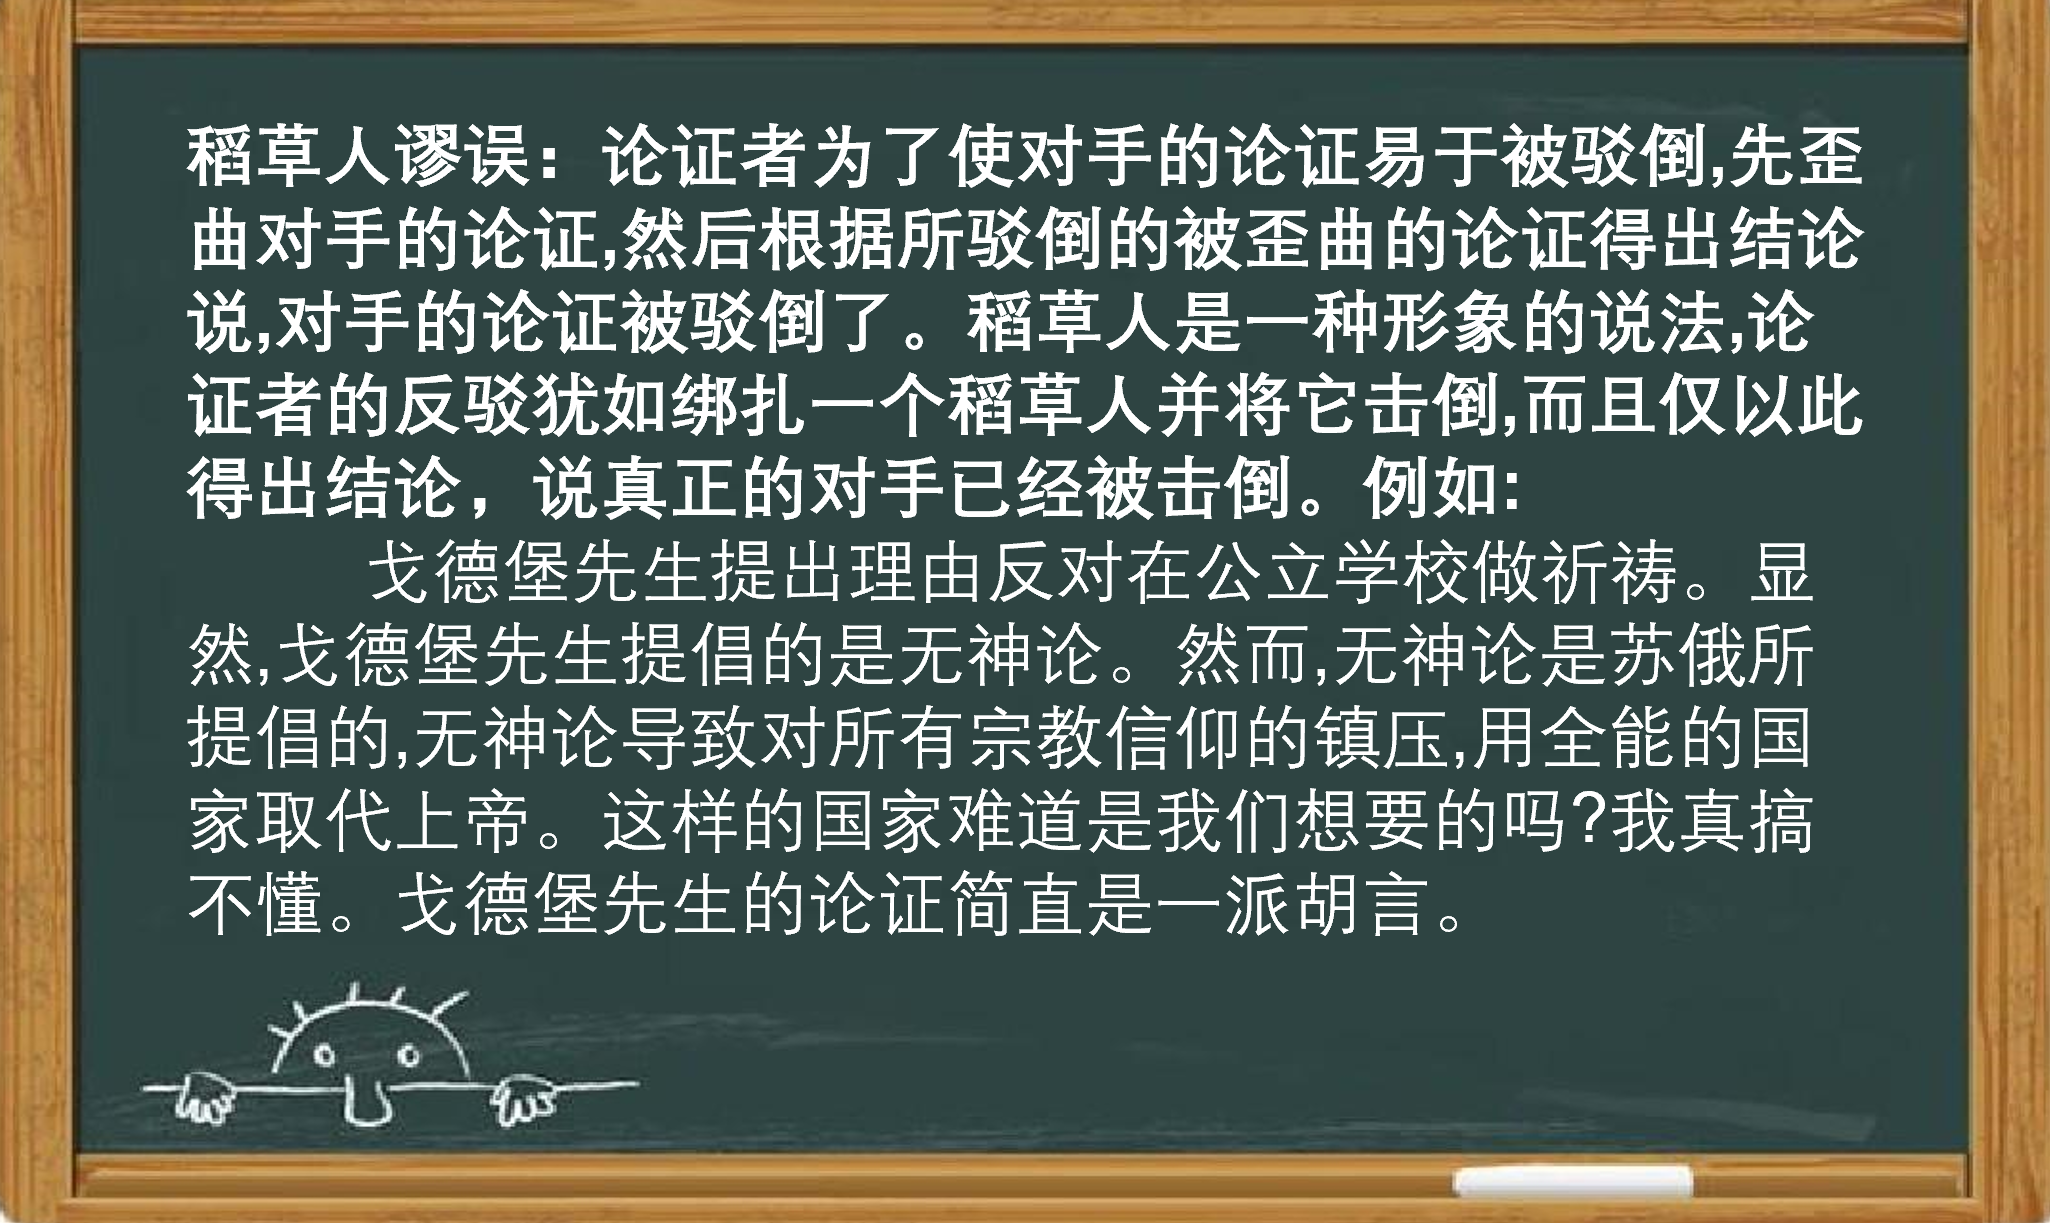 稻草人谬误：论证者为了使对手的论证易于被驳倒,先歪
曲对手的论证,然后根据所驳倒的被歪曲的论证得出结论
说,对手的论证被驳倒了。稻草人是一种形象的说法,论
证者的反驳犹如绑扎一个稻草人并将它击倒,而且仅以此
得出结论，说真正的对手已经被击倒。例如:
戈德堡先生提出理由反对在公立学校做祈祷。显
然,戈德堡先生提倡的是无神论。然而,无神论是苏俄所
提倡的,无神论导致对所有宗教信仰的镇压,用全能的国
家取代上帝。这样的国家难道是我们想要的吗?我真搞
不懂。戈德堡先生的论证简直是一派胡言。